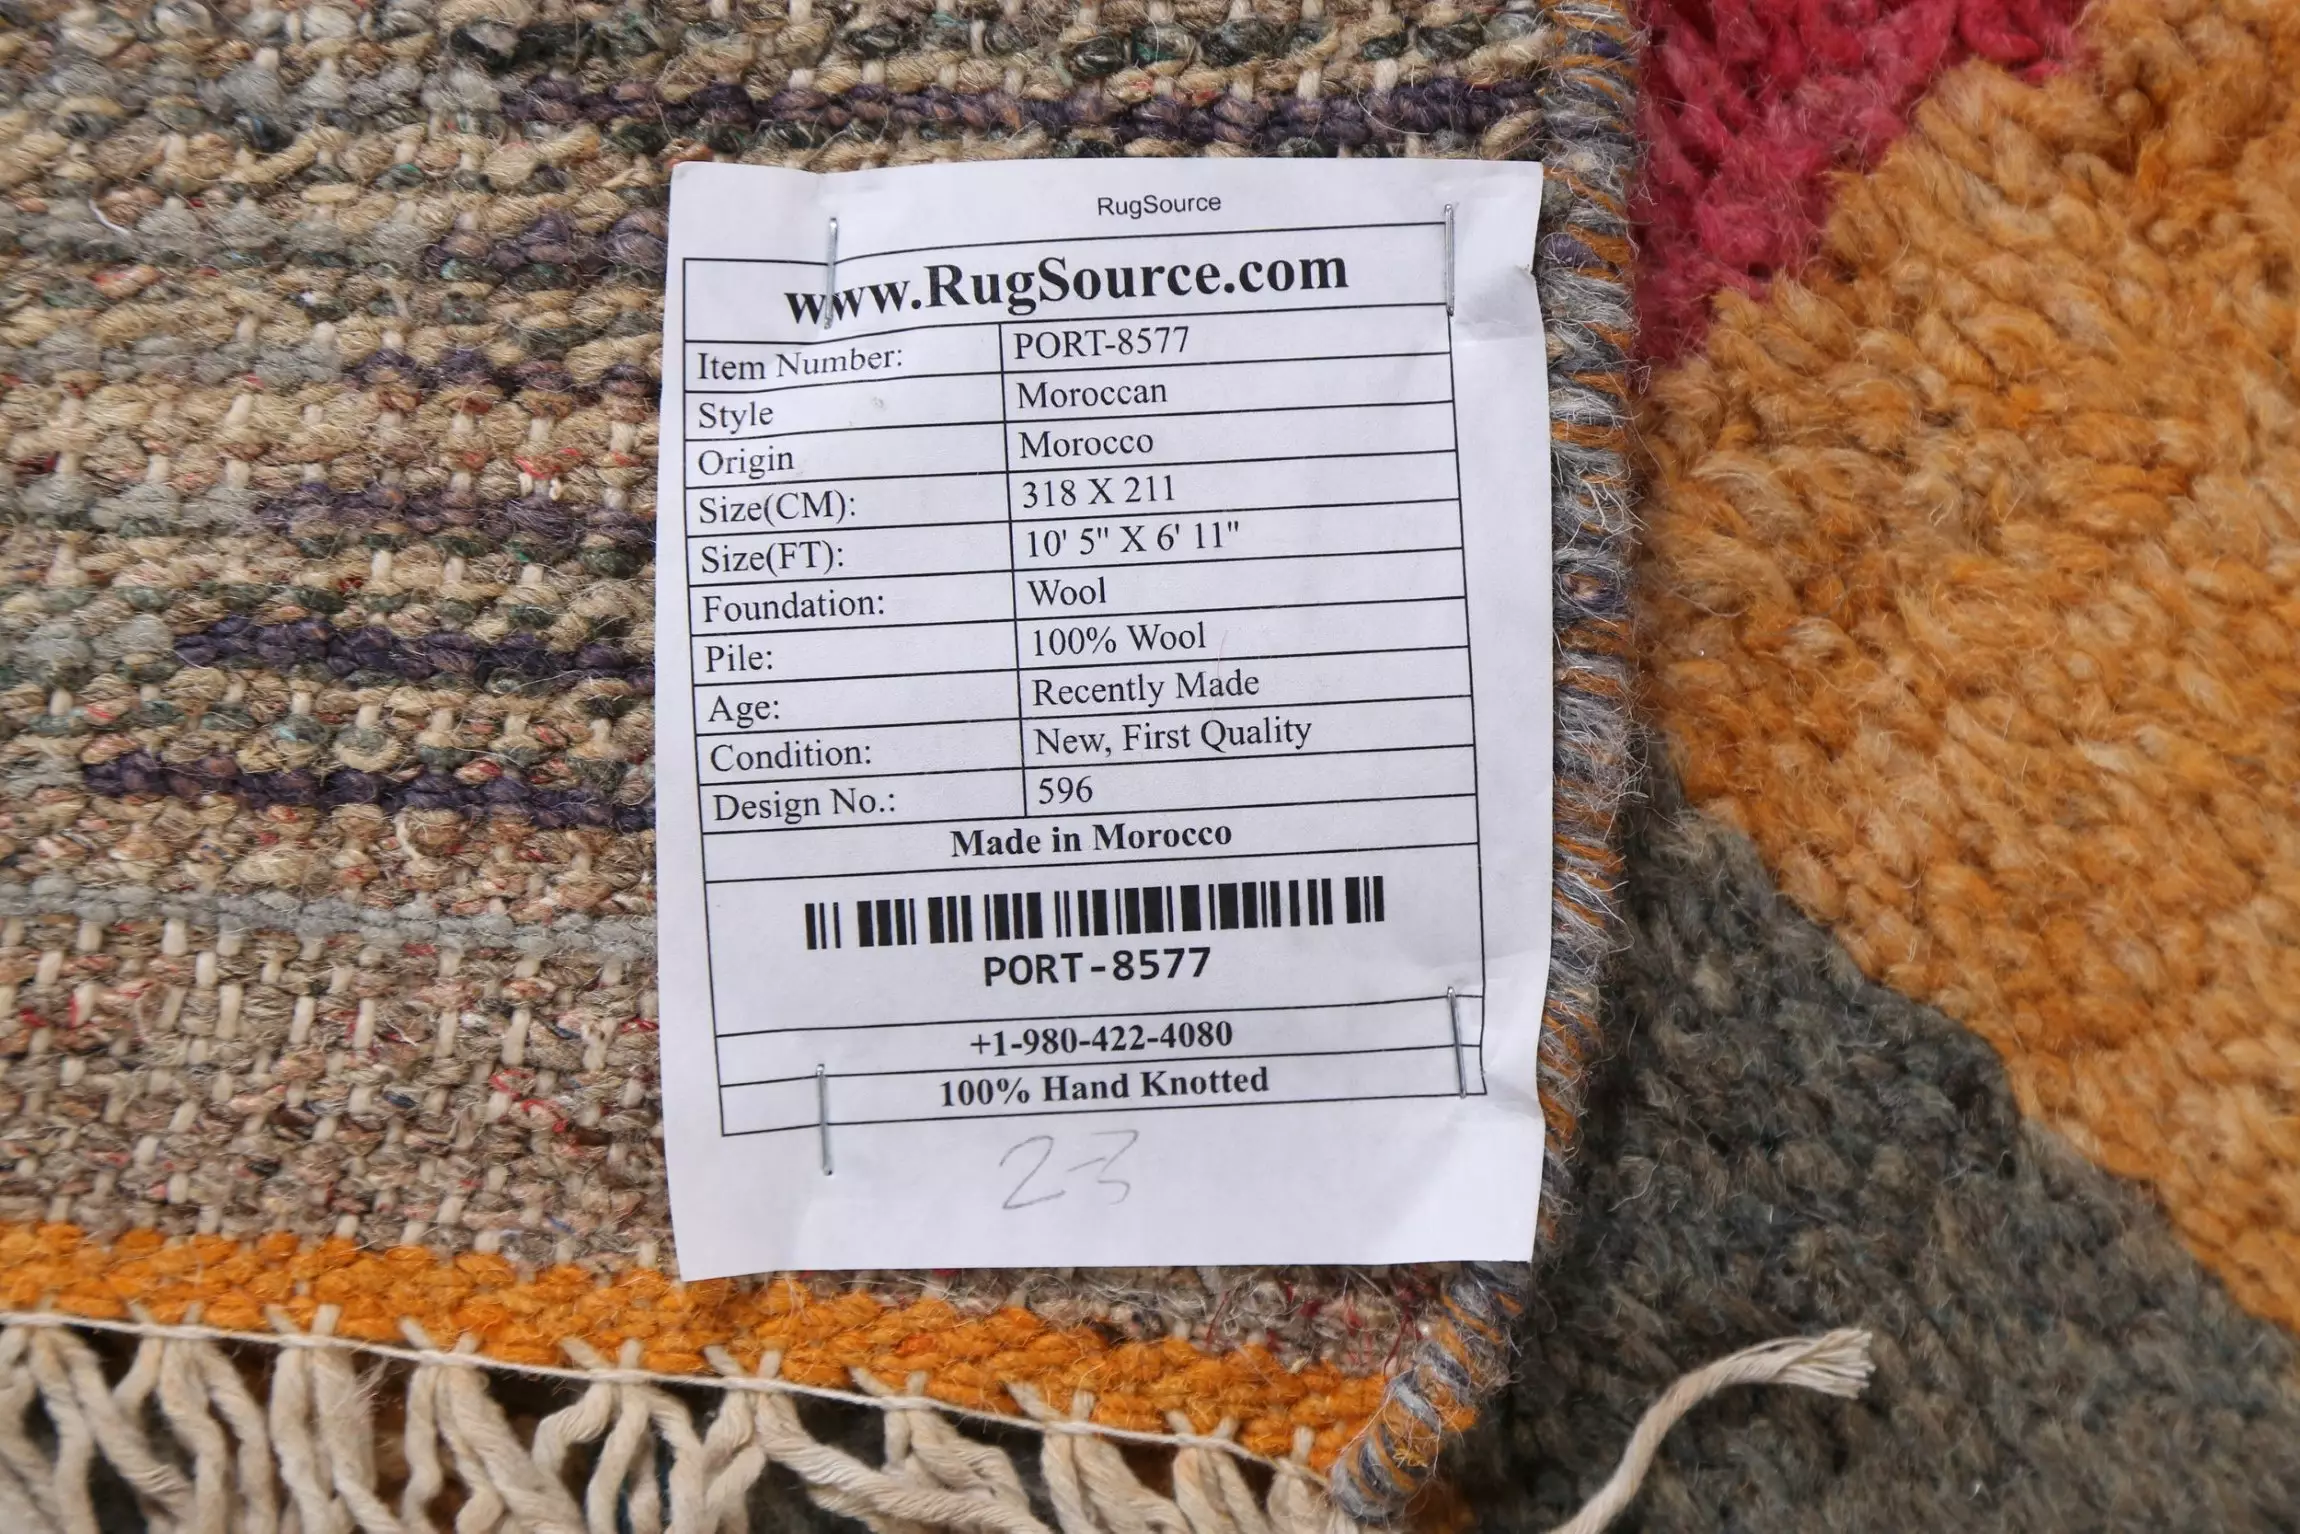 RugSource
www.RugSource.com
Item Number: PORT-8577
Style Moroccan
Origin Morocco
Size(CM): 318 X 211
Size(FT): 10' 5" X 6' 11"
Foundation: Wool
Pile: 100% Wool
Age: Recently Made
Condition: New, First Quality
Design No.: 596
Made in Morocco
PORT-8577
+1-980-422-4080
100% Hand Knotted
2-3